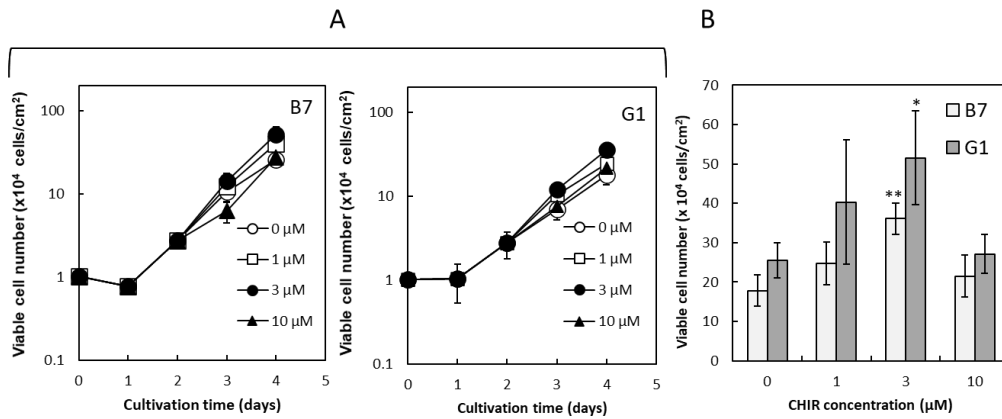 A
B
Viable cell number (x10⁴ cells/cm²)
100
10
1
0.1
B7
0 µM
1 µM
3 µM
10 µM
0 1 2 3 4 5
Cultivation time (days)
Viable cell number (x10⁴ cells/cm²)
100
10
1
0.1
G1
0 µM
1 µM
3 µM
10 µM
0 1 2 3 4 5
Cultivation time (days)
Viable cell number (x 10⁴ cells/cm²)
70
60
50
40
30
20
10
0
B7
G1
*
**
0 1 3 10
CHIR concentration (µM)